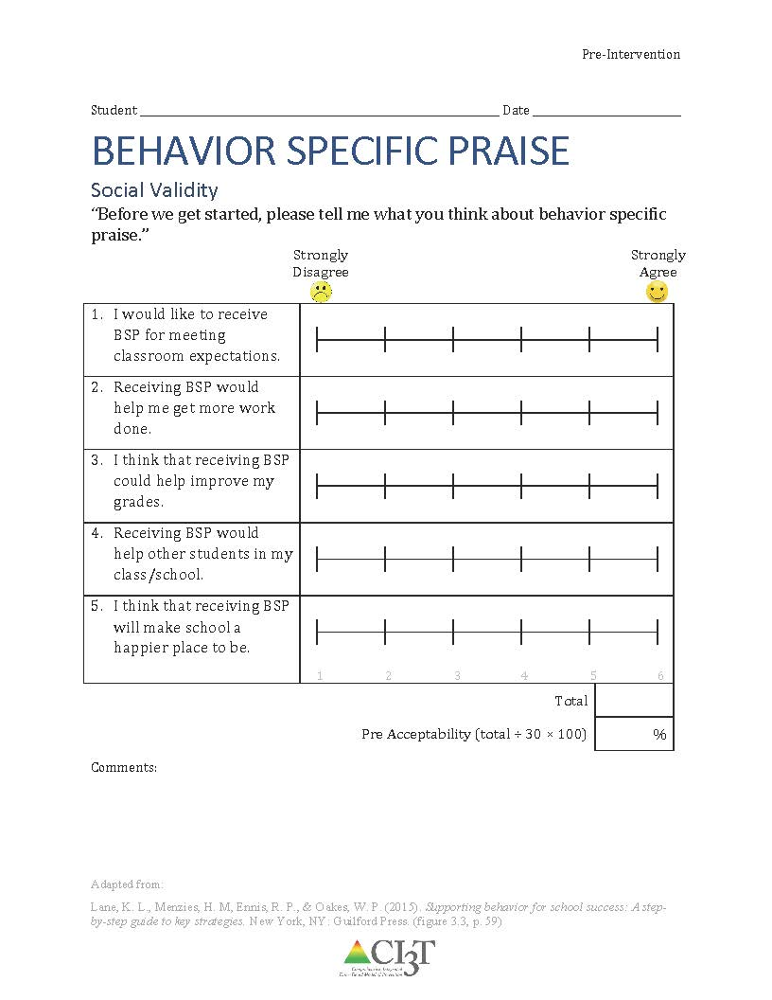 Pre-Intervention
Student ______________________ Date ______________
BEHAVIOR SPECIFIC PRAISE
Social Validity
“Before we get started, please tell me what you think about behavior specific
praise.”
Strongly
Disagree
Strongly
Agree
1. I would like to receive
BSP for meeting
classroom expectations.
2. Receiving BSP would
help me get more work
done.
3. I think that receiving BSP
could help improve my
grades.
4. Receiving BSP would
help other students in my
class/school.
5. I think that receiving BSP
will make school a
happier place to be.
1 2 3 4 5 6
Total
Pre Acceptability (total ÷ 30 × 100) %
Comments:
Adapted from:
Lane, K. L., Menzies, H. M, Ennis, R. P., & Oakes, W. P. (2015). Supporting behavior for school success: A step-
by-step guide to key strategies. New York, NY: Guilford Press. (figure 3.3, p. 59)
CI3T
Comprehensive, Integrated